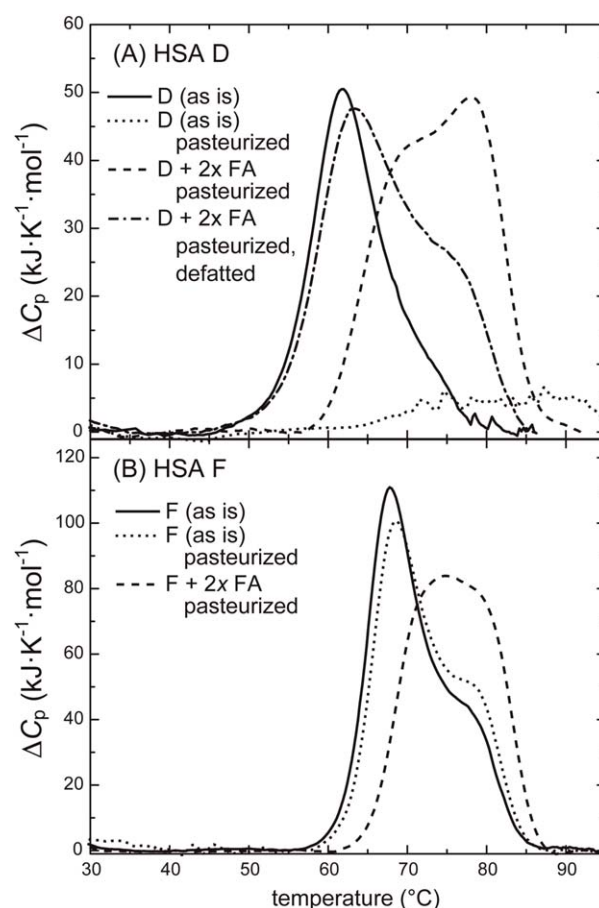 60
(A) HSA D
50
D (as is)
D (as is)
pasteurized
40
D + 2x FA
pasteurized
30
D + 2x FA
pasteurized,
defatted
20
10
0
ΔCp (kJ·K⁻¹·mol⁻¹)
120
(B) HSA F
100
F (as is)
F (as is)
pasteurized
80
F + 2x FA
pasteurized
60
40
20
0
ΔCp (kJ·K⁻¹·mol⁻¹)
30 40 50 60 70 80 90
temperature (°C)